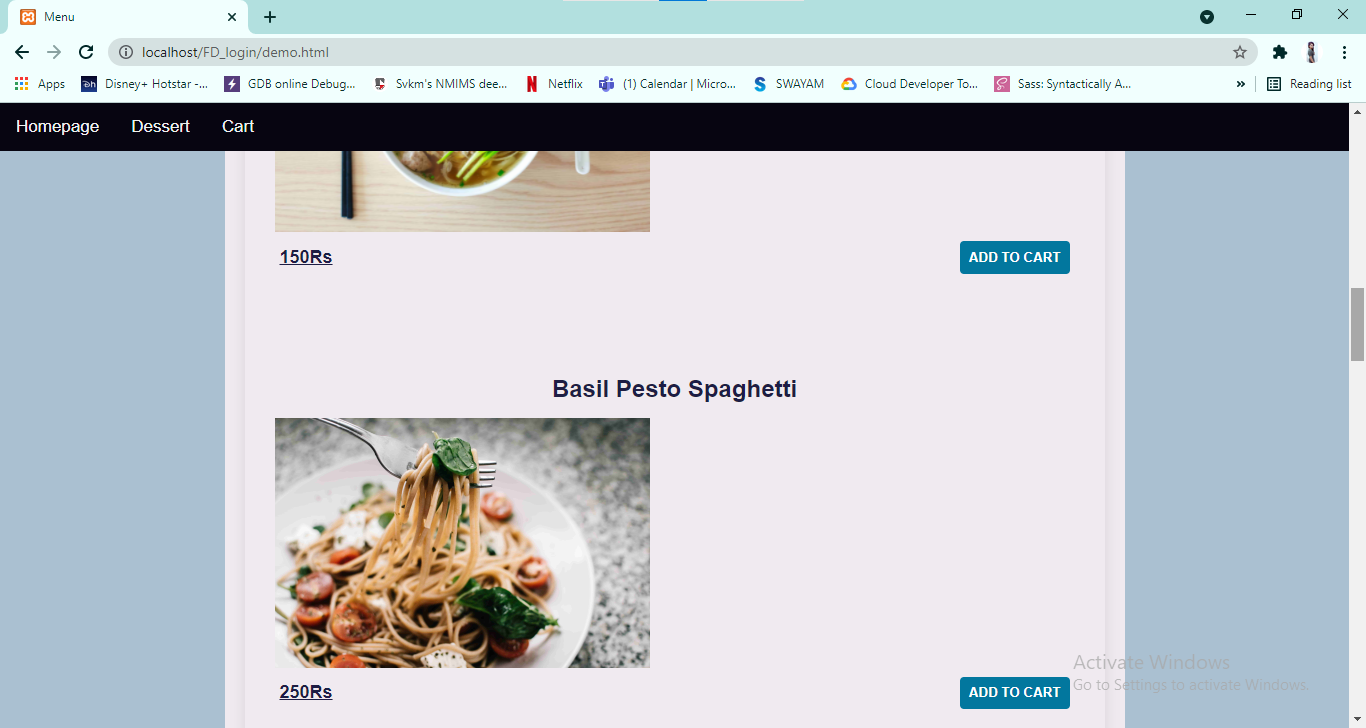 Menu
localhost/FD_login/demo.html
Apps
Disney+ Hotstar -...
GDB online Debug...
Svkm's NMIMS dee...
Netflix
(1) Calendar | Micro...
SWAYAM
Cloud Developer To...
Sass: Syntactically A...
»
Reading list
Homepage
Dessert
Cart
150Rs
ADD TO CART
Basil Pesto Spaghetti
250Rs
ADD TO CART
Activate Windows
Go to Settings to activate Windows.